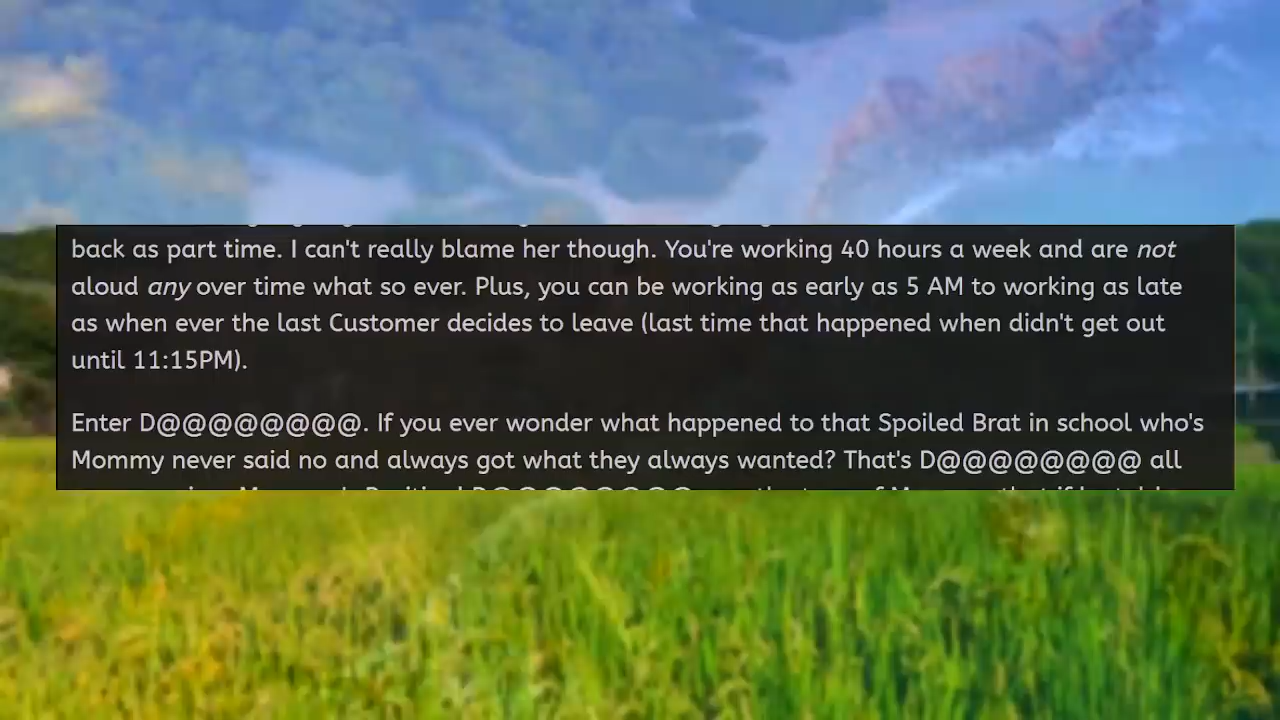 back as part time. I can't really blame her though. You're working 40 hours a week and are not
aloud any over time what so ever. Plus, you can be working as early as 5 AM to working as late
as when ever the last Customer decides to leave (last time that happened when didn't get out
until 11:15PM).
Enter D@@@@@@@@. If you ever wonder what happened to that Spoiled Brat in school who's
Mommy never said no and always got what they always wanted? That's D@@@@@@@@ all